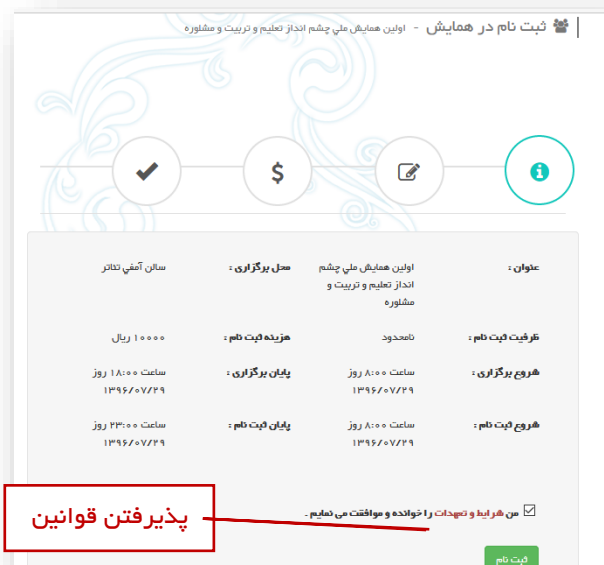 ثبت نام در همایش - اولین همایش ملي چشم انداز تعلیم و تربیت و مشاوره
$
عنوان :
اولین همایش ملي چشم انداز تعلیم و تربیت و مشاوره
محل برگزاری :
سالن آمفي تئاتر
ظرفیت ثبت نام :
نامحدود
هزینه ثبت نام :
۱۰۰۰۰ ریال
شروع برگزاری :
ساعت ۸:۰۰ روز
۱۳۹۶/۰۷/۲۹
پایان برگزاری :
ساعت ۱۸:۰۰ روز
۱۳۹۶/۰۷/۲۹
شروع ثبت نام :
ساعت ۸:۰۰ روز
۱۳۹۶/۰۷/۲۹
پایان ثبت نام :
ساعت ۲۳:۰۰ روز
۱۳۹۶/۰۷/۲۹
من شرایط و تعهدات را خوانده و موافقت می نمایم .
پذیرفتن قوانین
ثبت نام